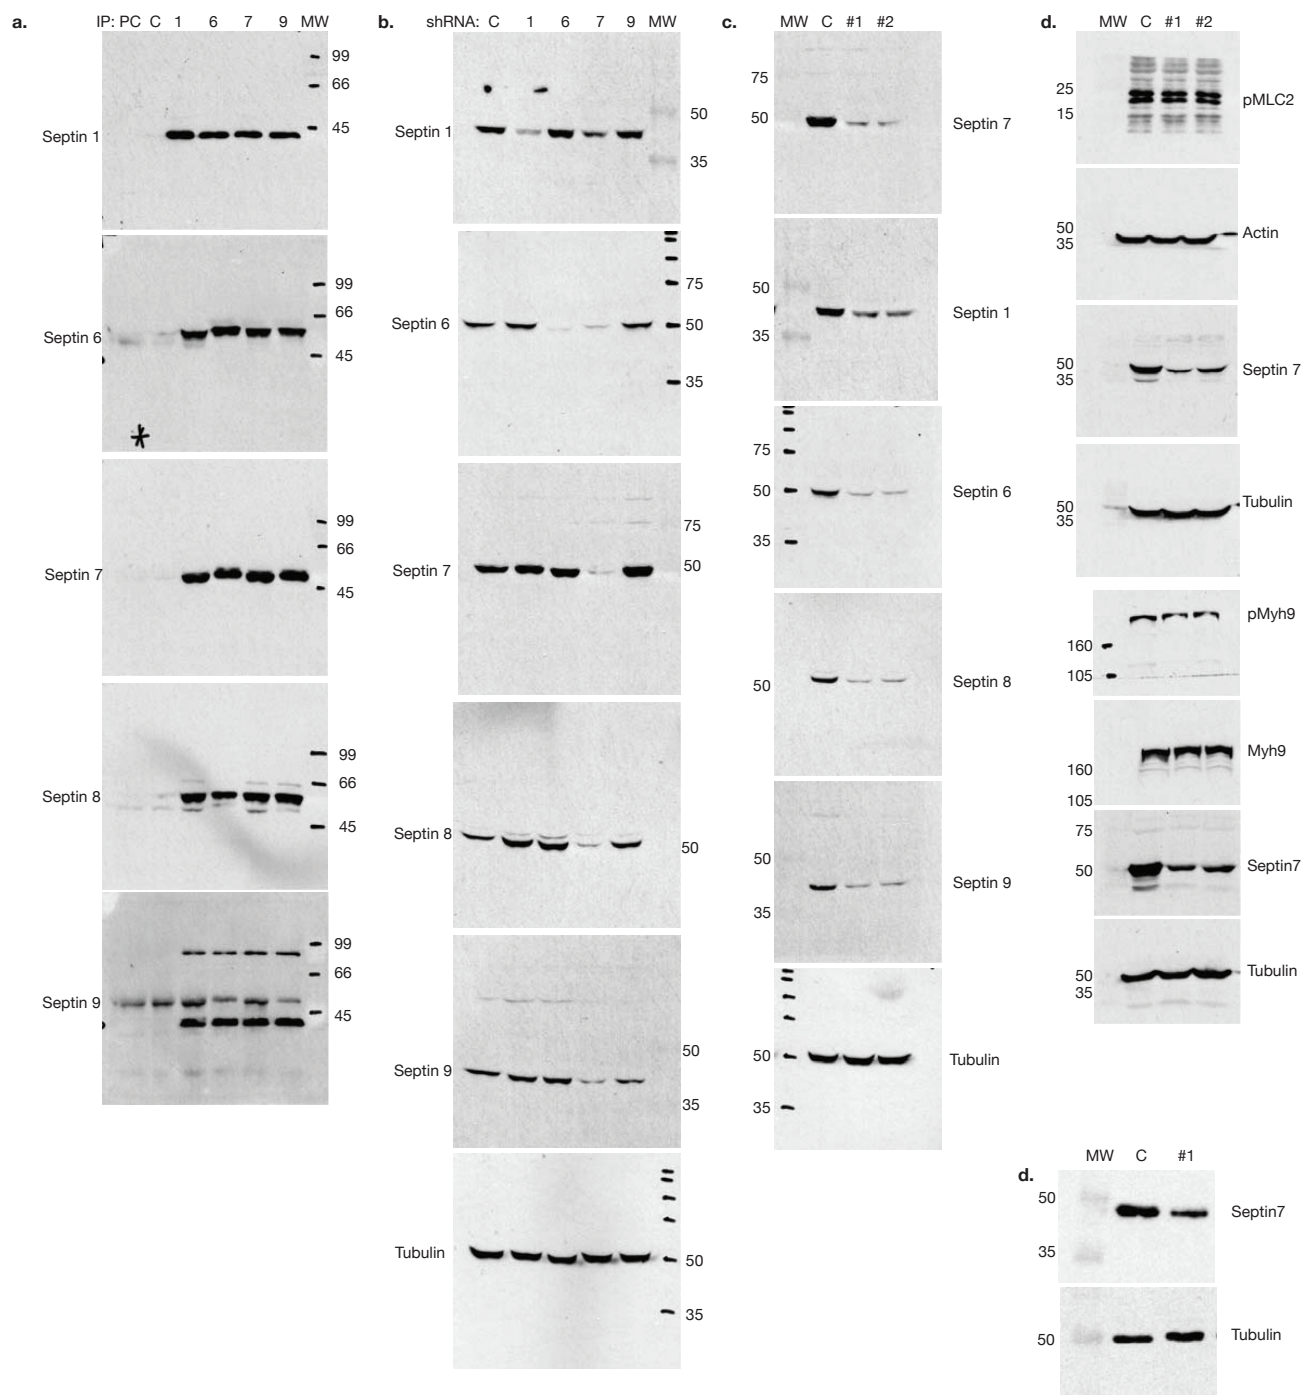 a.
IP: PC C 1 6 7 9 MW
99
66
Septin 1
45
99
66
Septin 6
45
*
99
66
Septin 7
45
99
66
Septin 8
45
99
66
Septin 9
45
b.
shRNA: C 1 6 7 9 MW
50
Septin 1
35
75
Septin 6
50
35
75
Septin 7
50
Septin 8
50
50
Septin 9
35
Tubulin
50
35
c.
MW C #1 #2
75
50
Septin 7
50
Septin 1
35
75
50
Septin 6
35
50
Septin 8
50
Septin 9
35
50
Tubulin
35
d.
MW C #1 #2
25
pMLC2
15
50
Actin
35
50
Septin 7
35
50
Tubulin
35
pMyh9
160
105
Myh9
160
105
75
50
Septin7
50
Tubulin
35
d.
MW C #1
50
Septin7
35
50
Tubulin